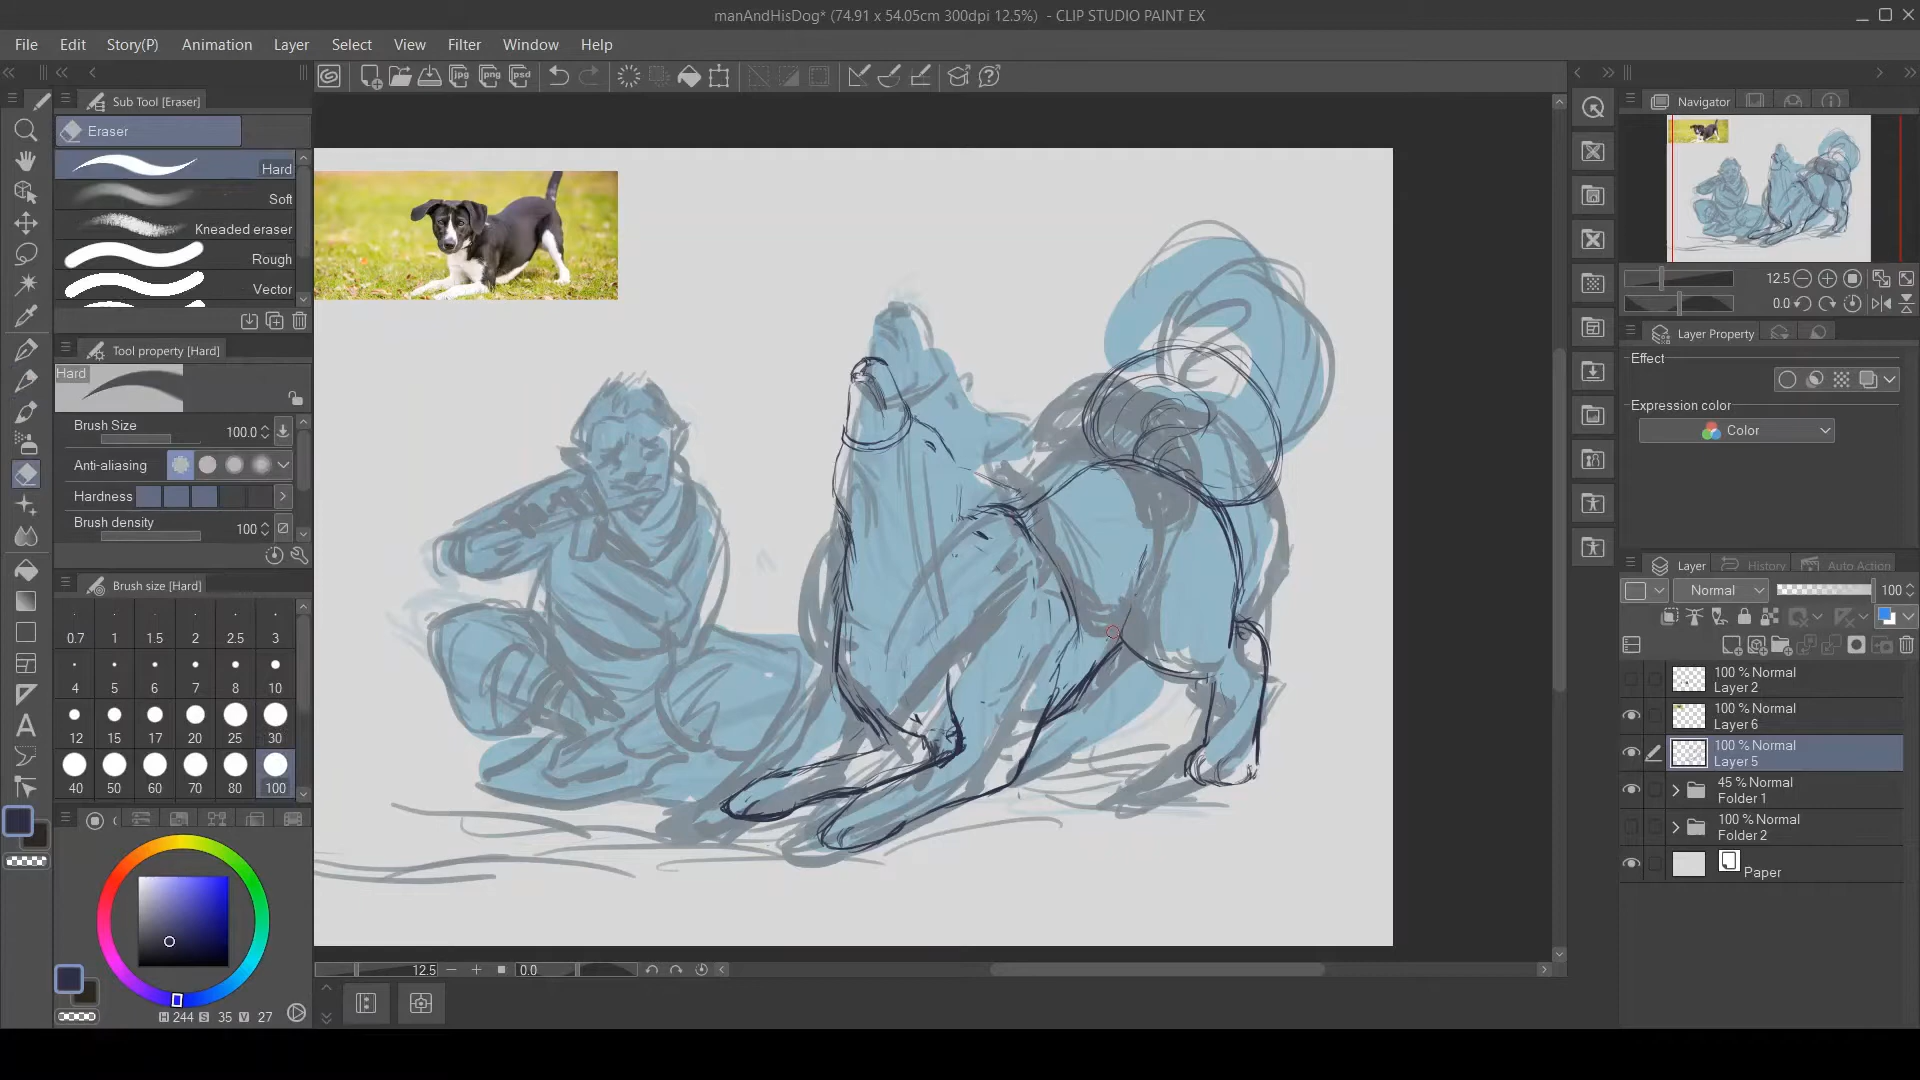 manAndHisDog* (74.91 x 54.05cm 300dpi 12.5%) - CLIP STUDIO PAINT EX
File Edit Story(P) Animation Layer Select View Filter Window Help
jpg png psd
Sub Tool [Eraser]
Eraser
Hard
Soft
Kneaded eraser
Rough
Vector
Tool property [Hard]
Hard
Brush Size 100.0
Anti-aliasing
Hardness
Brush density 100
Brush size [Hard]
0.7 1 1.5 2 2.5 3
4 5 6 7 8 10
12 15 17 20 25 30
40 50 60 70 80 100
H 244 S 35 V 27
12.5 0.0
Navigator
12.5
0.0
Layer Property
Effect
Expression color
Color
Layer History Auto Action
Normal 100
100 % Normal
Layer 2
100 % Normal
Layer 6
100 % Normal
Layer 5
45 % Normal
Folder 1
100 % Normal
Folder 2
Paper